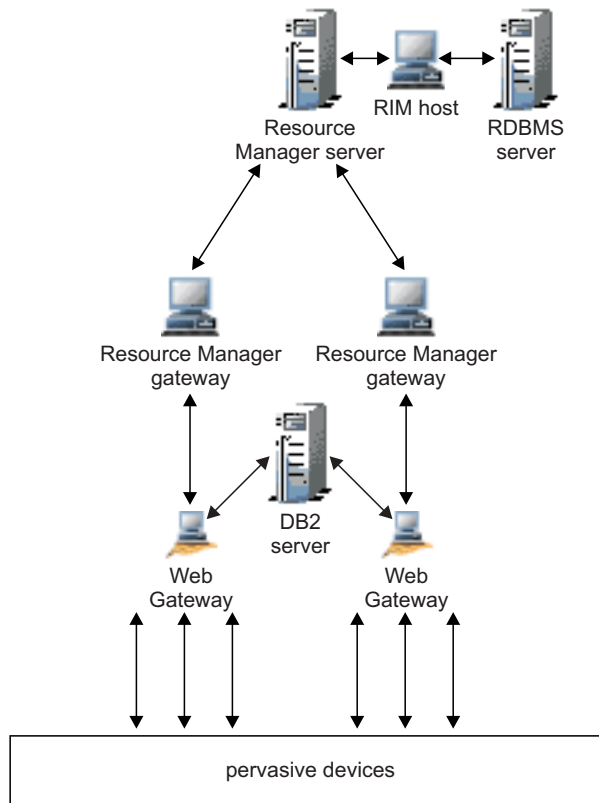 RIM host
Resource
Manager server
RDBMS
server
Resource Manager
gateway
Resource Manager
gateway
DB2
server
Web
Gateway
Web
Gateway
pervasive devices